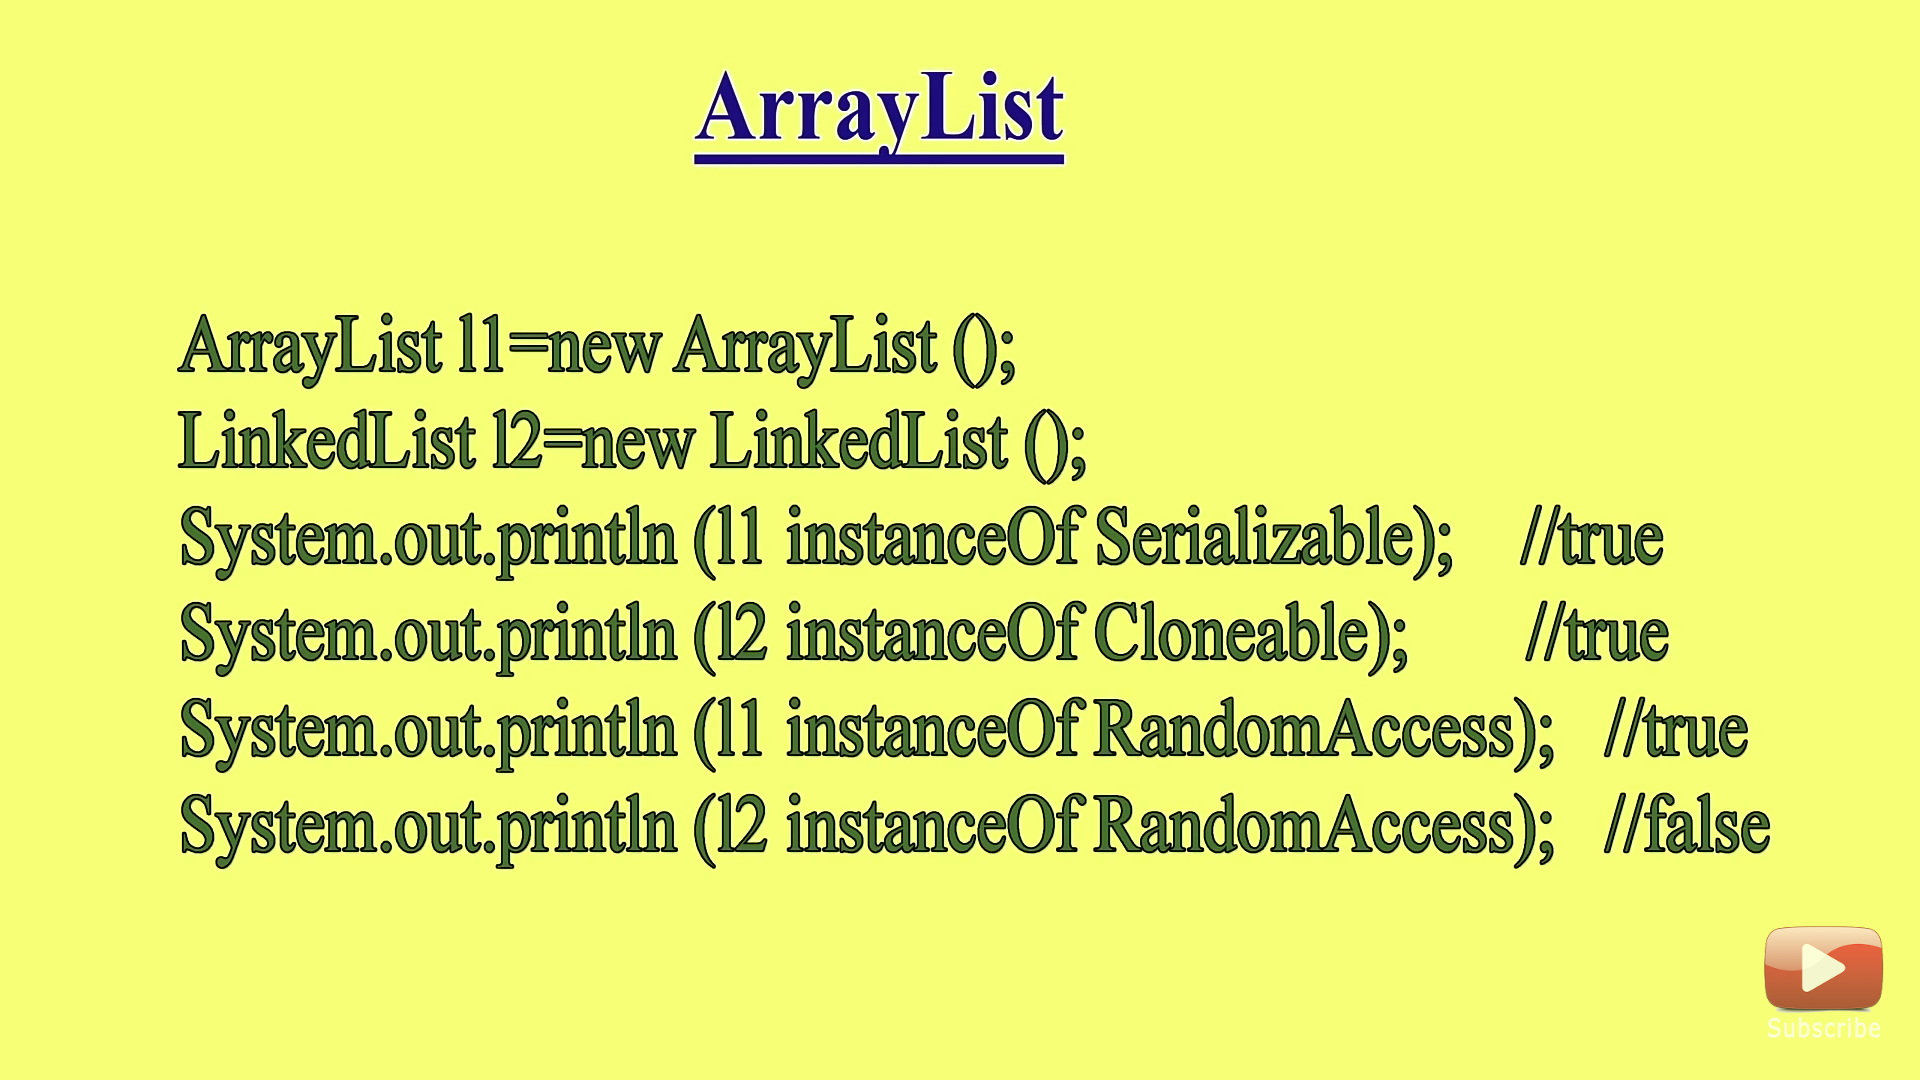 ArrayList
ArrayList l1=new ArrayList ();
LinkedList l2=new LinkedList ();
System.out.println (l1 instanceOf Serializable); //true
System.out.println (l2 instanceOf Cloneable); //true
System.out.println (l1 instanceOf RandomAccess); //true
System.out.println (l2 instanceOf RandomAccess); //false
Subscribe